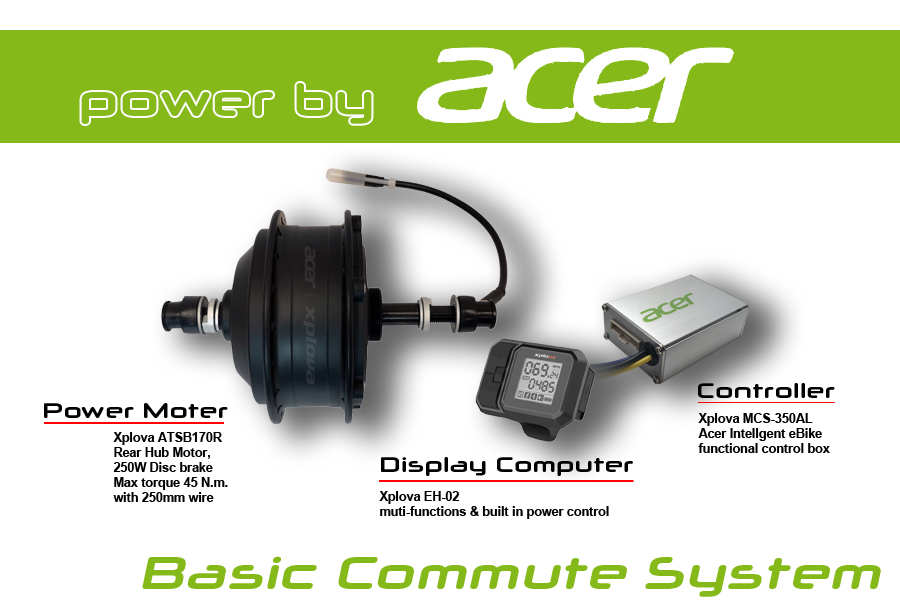 power by acer
acer xplova
acer
xplova
069.24
0485
Power Moter
Xplova ATSB170R
Rear Hub Motor,
250W Disc brake
Max torque 45 N.m.
with 250mm wire
Display Computer
Xplova EH-02
muti-functions & built in power control
Controller
Xplova MCS-350AL
Acer Intellgent eBike
functional control box
Basic Commute System